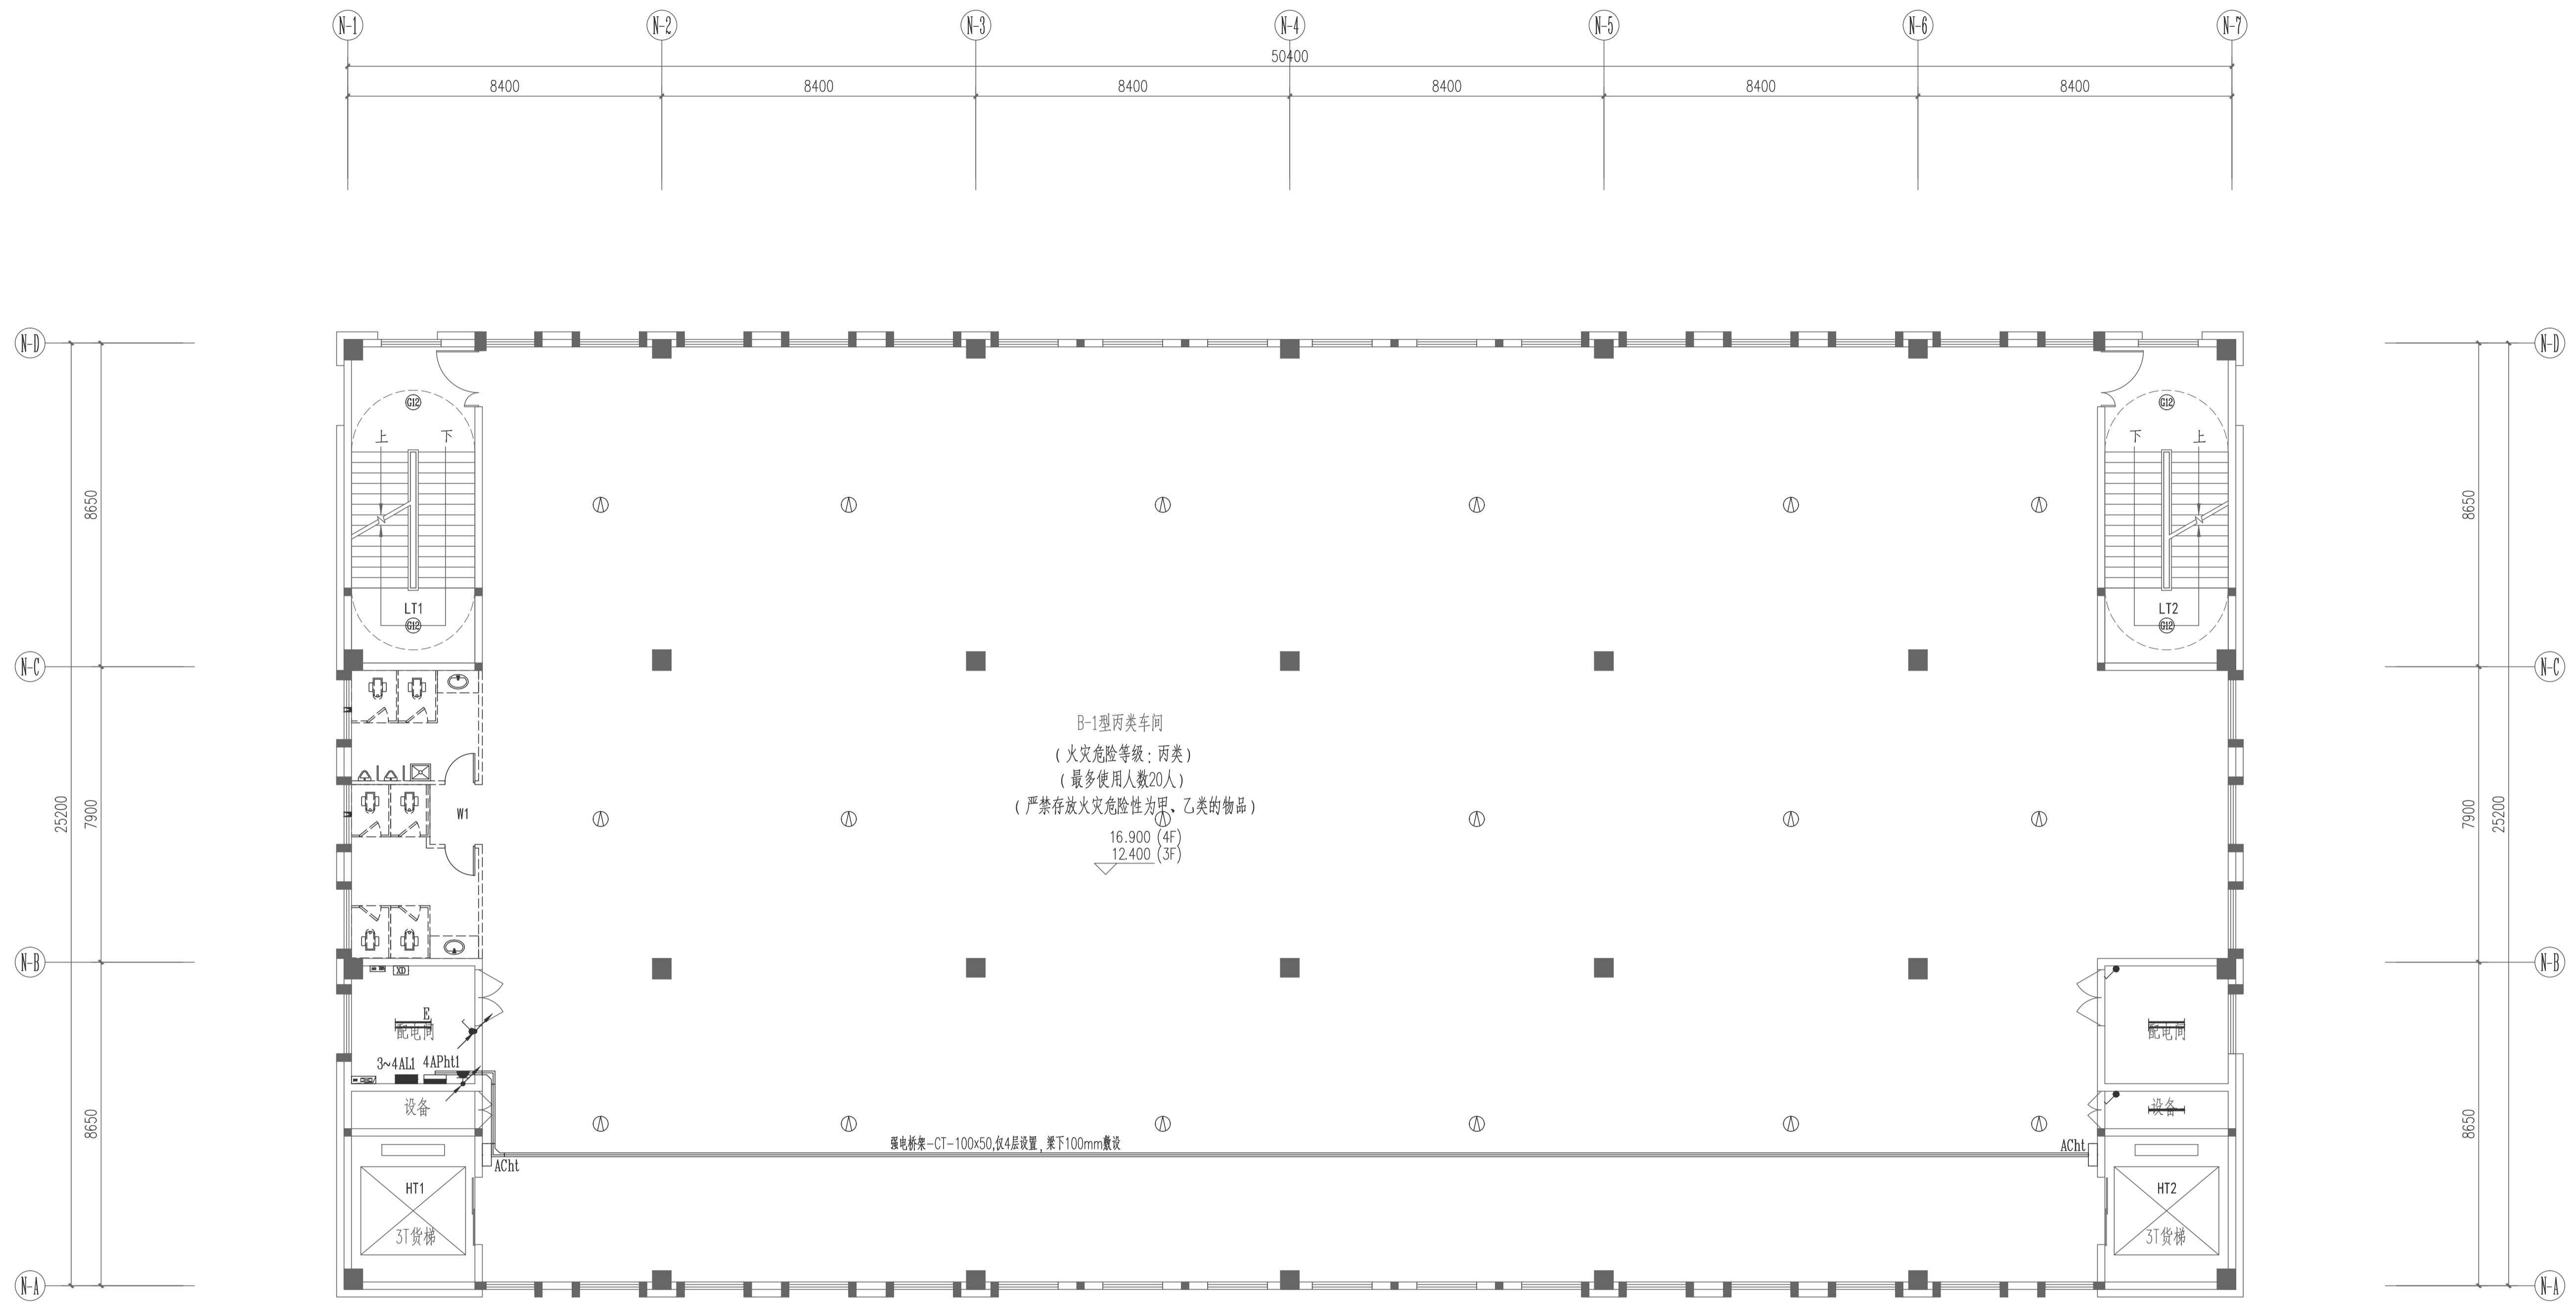 N-1 N-2 N-3 N-4 N-5 N-6 N-7
50400
8400 8400 8400 8400 8400 8400
N-D N-D
G12 G12
上 下 下 上
8650 8650 8650
LT1 LT2
G12 G12
N-C N-C
B-1型丙类车间
(火灾危险等级:丙类)
(最多使用人数20人)
(严禁存放火灾危险性为甲、乙类的物品)
W1
25200 7900 7900 25200
16.900 (4F)
12.400 (3F)
N-B XD N-B
E
配电间 配电间
3~4AL1 4APht1
设备 设备
8650
强电桥架-CT-100x50,仅4层设置,梁下100mm敷设
ACht ACht
HT1 HT2
3T货梯 3T货梯
N-A N-A